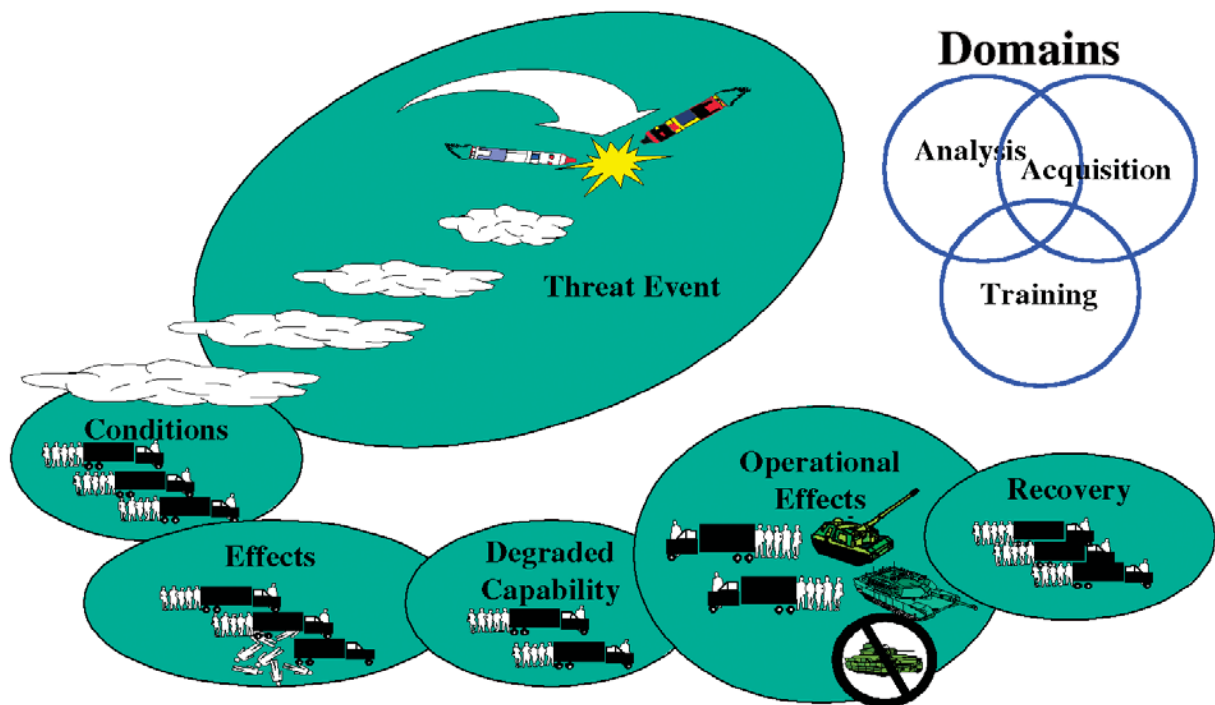 Domains
Analysis
Acquisition
Training
Threat Event
Conditions
Effects
Degraded
Capability
Operational
Effects
Recovery